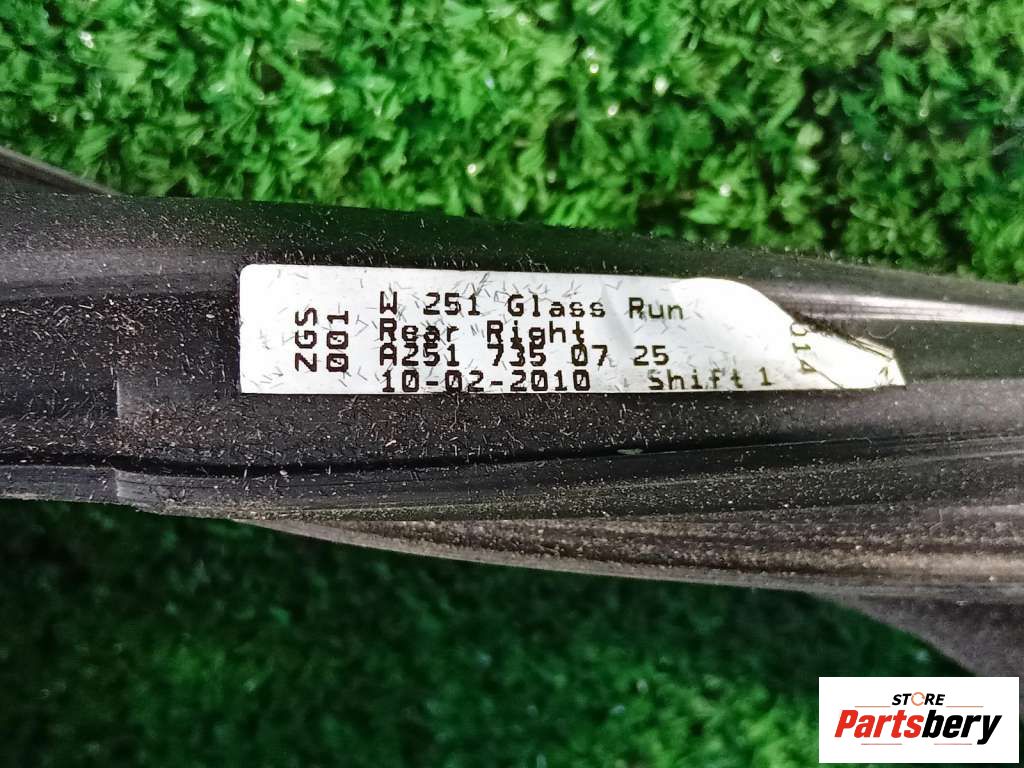 ZGS
001
W 251 Glass Run
Rear Right
A251 735 07 25
10-02-2010 Shift 1
STORE
Partsbery